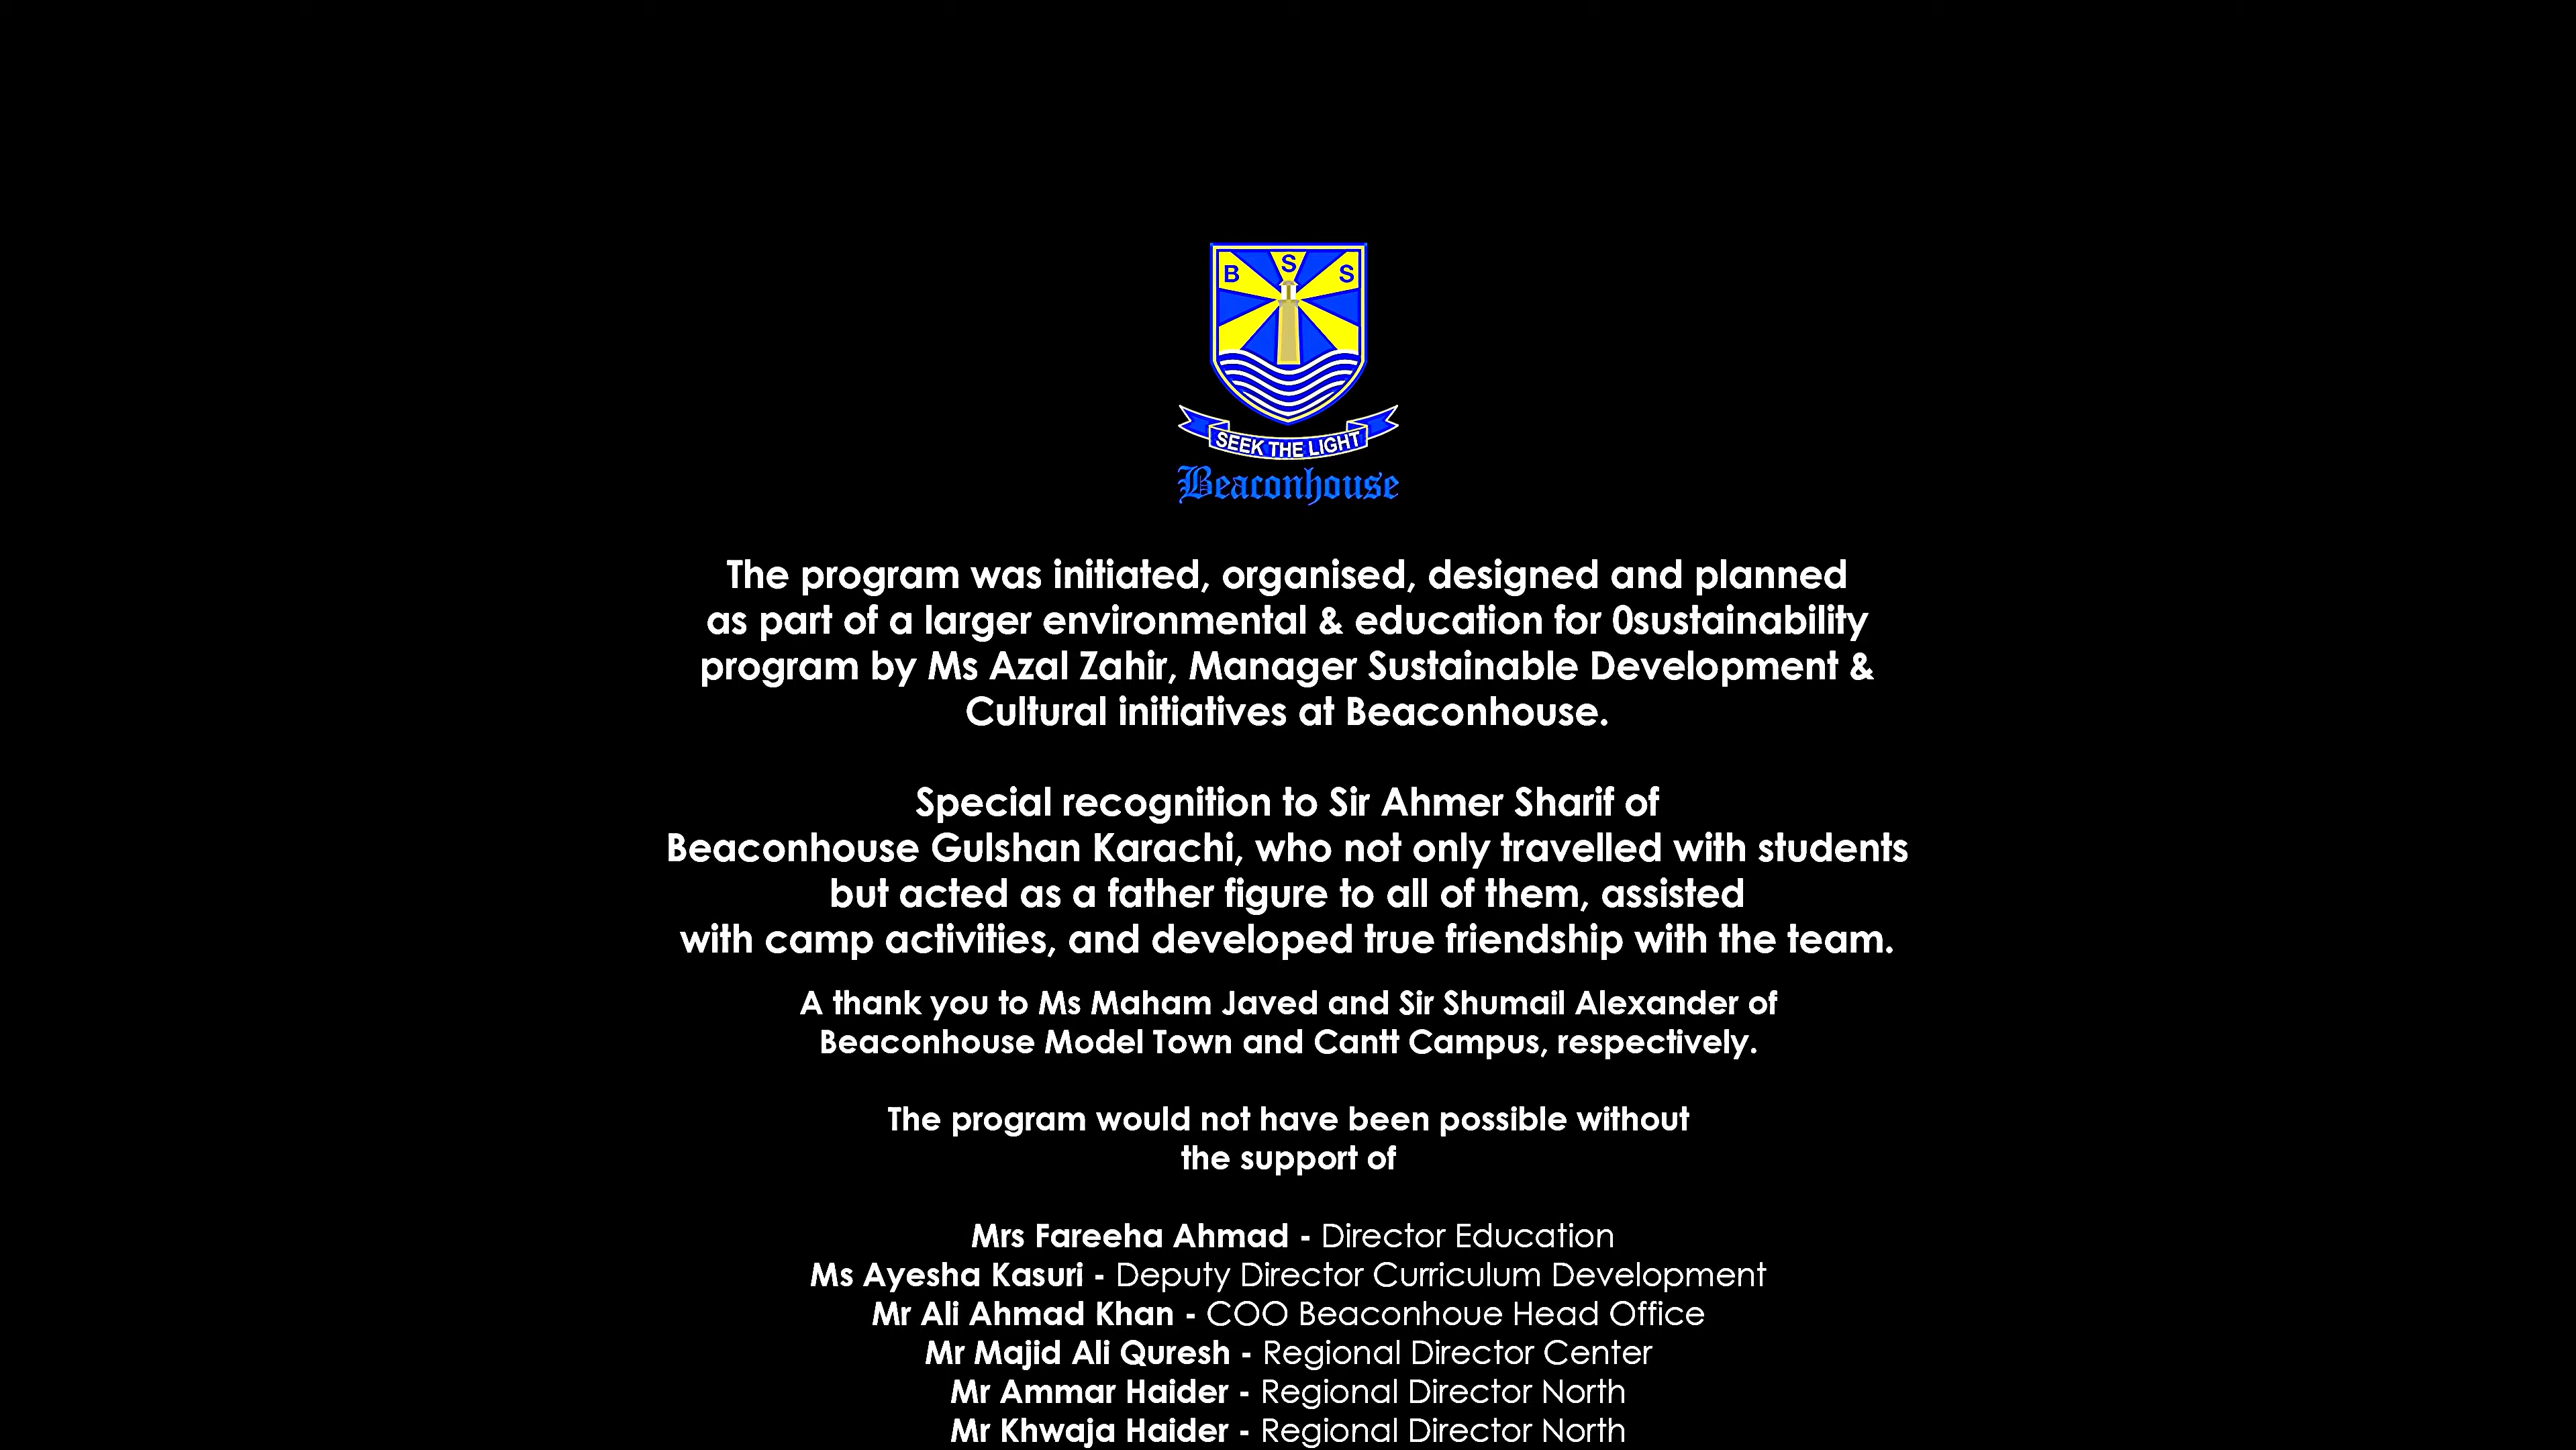 B S S
SEEK THE LIGHT
Beaconhouse
The program was initiated, organised, designed and planned
as part of a larger environmental & education for 0sustainability
program by Ms Azal Zahir, Manager Sustainable Development &
Cultural initiatives at Beaconhouse.
Special recognition to Sir Ahmer Sharif of
Beaconhouse Gulshan Karachi, who not only travelled with students
but acted as a father figure to all of them, assisted
with camp activities, and developed true friendship with the team.
A thank you to Ms Maham Javed and Sir Shumail Alexander of
Beaconhouse Model Town and Cantt Campus, respectively.
The program would not have been possible without
the support of
Mrs Fareeha Ahmad - Director Education
Ms Ayesha Kasuri - Deputy Director Curriculum Development
Mr Ali Ahmad Khan - COO Beaconhoue Head Office
Mr Majid Ali Quresh - Regional Director Center
Mr Ammar Haider - Regional Director North
Mr Khwaja Haider - Regional Director North